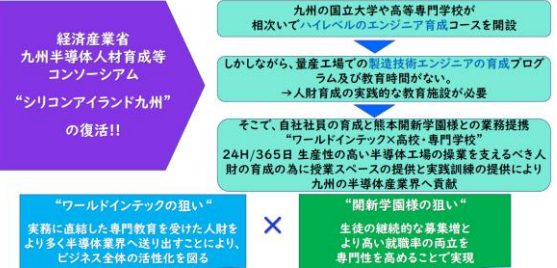 経済産業省
九州半導体人材育成等
コンソーシアム
“シリコンアイランド九州”
の復活!!
九州の国立大学や高等専門学校が
相次いでハイレベルのエンジニア育成コースを開設
しかしながら、量産工場での製造技術エンジニアの育成プログ
ラム及び教育時間がない。
→人財育成の実践的な教育施設が必要
そこで、自社社員の育成と熊本開新学園様との業務提携
“ワールドインテック×高校・専門学校”
24H/365日 生産性の高い半導体工場の操業を支えるべき人
財の育成の為に授業スペースの提供と実践訓練の提供により
九州の半導体産業界へ貢献
“ワールドインテックの狙い”
実務に直結した専門教育を受けた人財を
より多く半導体業界へ送り出すことにより、
ビジネス全体の活性化を図る
×
“開新学園様の狙い”
生徒の継続的な募集増と
より高い就職率の両立を
専門性を高めることで実現